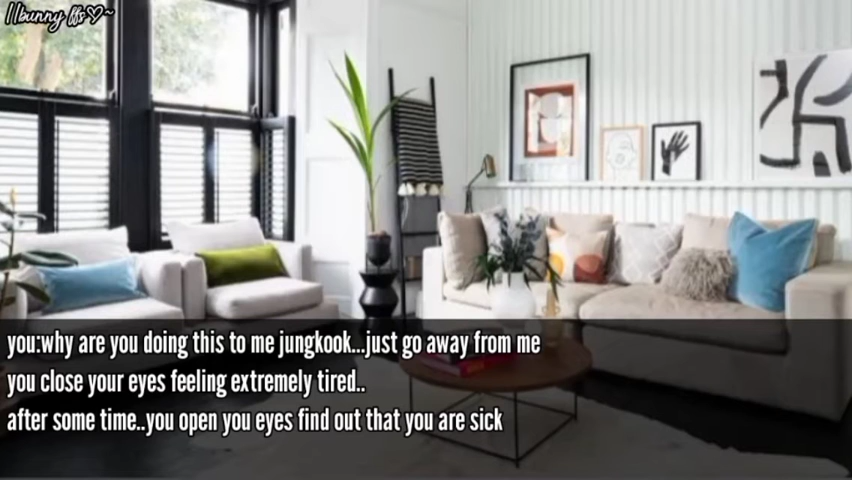 llbunny ffs♡~
you:why are you doing this to me jungkook...just go away from me
you close your eyes feeling extremely tired..
after some time..you open you eyes find out that you are sick